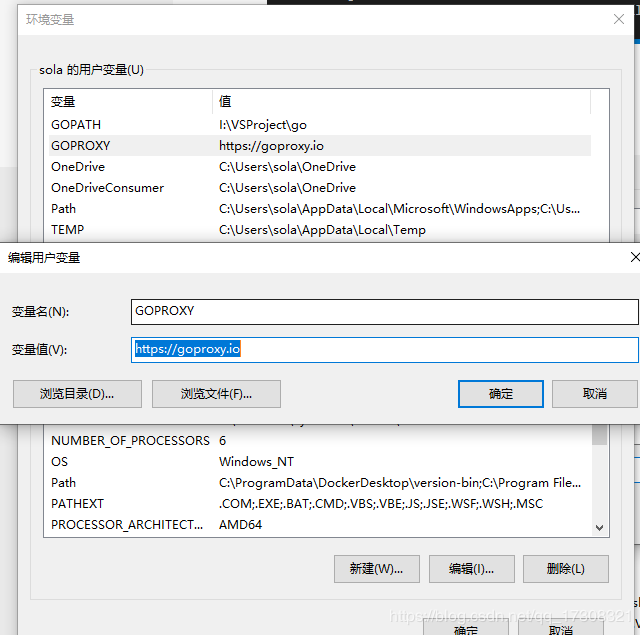 环境变量
sola 的用户变量(U)
变量 值
GOPATH I:\VSProject\go
GOPROXY https://goproxy.io
OneDrive C:\Users\sola\OneDrive
OneDriveConsumer C:\Users\sola\OneDrive
Path C:\Users\sola\AppData\Local\Microsoft\WindowsApps;C:\Us...
TEMP C:\Users\sola\AppData\Local\Temp
编辑用户变量
变量名(N): GOPROXY
变量值(V): https://goproxy.io
浏览目录(D)... 浏览文件(F)... 确定 取消
NUMBER_OF_PROCESSORS 6
OS Windows_NT
Path C:\ProgramData\DockerDesktop\version-bin;C:\Program File...
PATHEXT .COM;.EXE;.BAT;.CMD;.VBS;.VBE;.JS;.JSE;.WSF;.WSH;.MSC
PROCESSOR_ARCHITECT... AMD64
新建(W)... 编辑(I)... 删除(L)
https://blog.csdn.net/qq_17308321
确定 取消